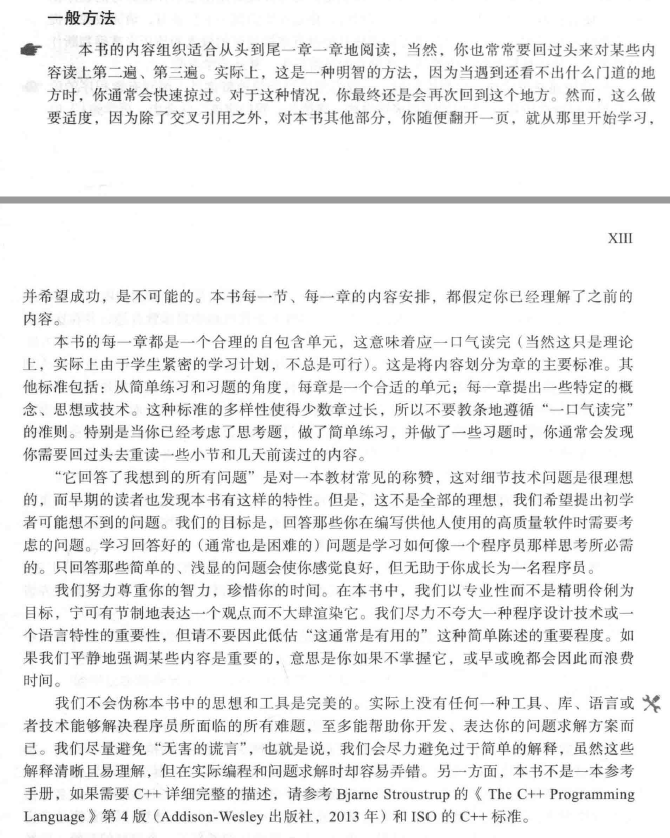 一般方法
本书的内容组织适合从头到尾一章一章地阅读，当然，你也常常要回过头来对某些内
容读上第二遍、第三遍。实际上，这是一种明智的方法，因为当遇到还看不出什么门道的地
方时，你通常会快速掠过。对于这种情况，你最终还是会再次回到这个地方。然而，这么做
要适度，因为除了交叉引用之外，对本书其他部分，你随便翻开一页，就从那里开始学习，
XIII
并希望成功，是不可能的。本书每一节、每一章的内容安排，都假定你已经理解了之前的
内容。
本书的每一章都是一个合理的自包含单元，这意味着应一口气读完（当然这只是理论
上，实际上由于学生紧密的学习计划，不总是可行）。这是将内容划分为章的主要标准。其
他标准包括：从简单练习和习题的角度，每章是一个合适的单元；每一章提出一些特定的概
念、思想或技术。这种标准的多样性使得少数章过长，所以不要教条地遵循“一口气读完”
的准则。特别是当你已经考虑了思考题，做了简单练习，并做了一些习题时，你通常会发现
你需要回过头去重读一些小节和几天前读过的内容。
“它回答了我想到的所有问题”是对一本教材常见的称赞，这对细节技术问题是很理想
的，而早期的读者也发现本书有这样的特性。但是，这不是全部的理想，我们希望提出初学
者可能想不到的问题。我们的目标是，回答那些你在编写供他人使用的高质量软件时需要考
虑的问题。学习回答好的（通常也是困难的）问题是学习如何像一个程序员那样思考所必需
的。只回答那些简单的、浅显的问题会使你感觉良好，但无助于你成长为一名程序员。
我们努力尊重你的智力，珍惜你的时间。在本书中，我们以专业性而不是精明伶俐为
目标，宁可有节制地表达一个观点而不大肆渲染它。我们尽力不夸大一种程序设计技术或一
个语言特性的重要性，但请不要因此低估“这通常是有用的”这种简单陈述的重要程度。如
果我们平静地强调某些内容是重要的，意思是你如果不掌握它，或早或晚都会因此而浪费
时间。
我们不会伪称本书中的思想和工具是完美的。实际上没有任何一种工具、库、语言或
者技术能够解决程序员所面临的所有难题，至多能帮助你开发、表达你的问题求解方案而
已。我们尽量避免“无害的谎言”，也就是说，我们会尽力避免过于简单的解释，虽然这些
解释清晰且易理解，但在实际编程和问题求解时却容易弄错。另一方面，本书不是一本参考
手册，如果需要 C++ 详细完整的描述，请参考 Bjarne Stroustrup 的《 The C++ Programming
Language 》第 4 版（Addison-Wesley 出版社，2013 年）和 ISO 的 C++ 标准。